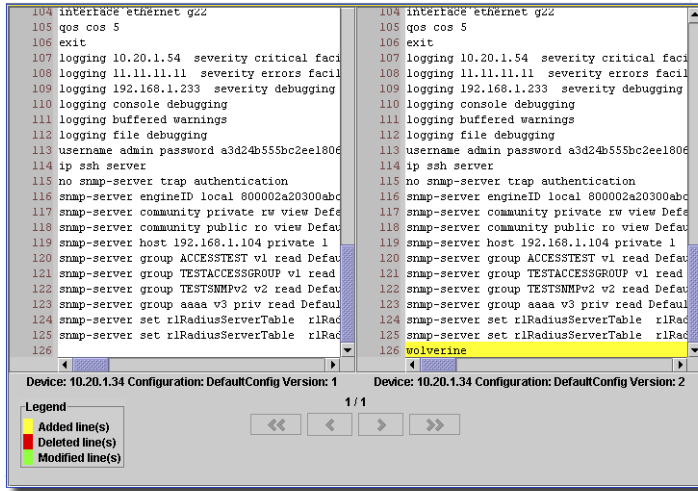 104 interface ethernet g22
105 qos cos 5
106 exit
107 logging 10.20.1.54 severity critical faci
108 logging 11.11.11.11 severity errors facil
109 logging 192.168.1.233 severity debugging
110 logging console debugging
111 logging buffered warnings
112 logging file debugging
113 username admin password a3d24b555bc2ee1806
114 ip ssh server
115 no snmp-server trap authentication
116 snmp-server engineID local 800002a20300abc
117 snmp-server community private rw view Defa
118 snmp-server community public ro view Defau
119 snmp-server host 192.168.1.104 private 1
120 snmp-server group ACCESSTEST v1 read Defau
121 snmp-server group TESTACCESSGROUP v1 read
122 snmp-server group TESTSNMPv2 v2 read Defau
123 snmp-server group aaaa v3 priv read Defaul
124 snmp-server set rlRadiusServerTable rlRad
125 snmp-server set rlRadiusServerTable rlRad
126
Device: 10.20.1.34 Configuration: DefaultConfig Version: 1
104 interface ethernet g22
105 qos cos 5
106 exit
107 logging 10.20.1.54 severity critical faci
108 logging 11.11.11.11 severity errors facil
109 logging 192.168.1.233 severity debugging
110 logging console debugging
111 logging buffered warnings
112 logging file debugging
113 username admin password a3d24b555bc2ee1806
114 ip ssh server
115 no snmp-server trap authentication
116 snmp-server engineID local 800002a20300abc
117 snmp-server community private rw view Defa
118 snmp-server community public ro view Defau
119 snmp-server host 192.168.1.104 private 1
120 snmp-server group ACCESSTEST v1 read Defau
121 snmp-server group TESTACCESSGROUP v1 read
122 snmp-server group TESTSNMPv2 v2 read Defau
123 snmp-server group aaaa v3 priv read Defaul
124 snmp-server set rlRadiusServerTable rlRad
125 snmp-server set rlRadiusServerTable rlRad
126 wolverine
Device: 10.20.1.34 Configuration: DefaultConfig Version: 2
1 / 1
Legend
Added line(s)
Deleted line(s)
Modified line(s)